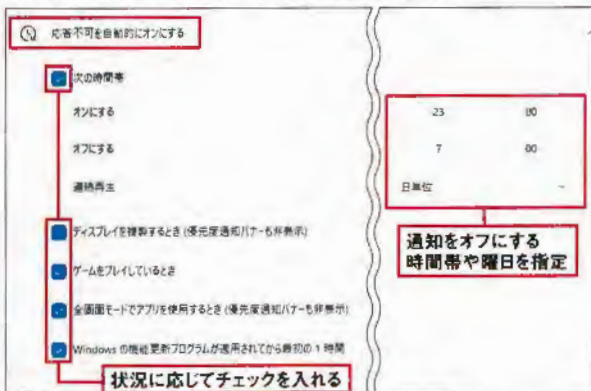 応答不可を自動的にオンにする
次の時間帯
オンにする
23 00
オフにする
7 00
連続再生
日単位
ディスプレイを複製するとき (優先度通知バナーも非表示)
ゲームをプレイしているとき
全画面モードでアプリを使用するとき (優先度通知バナーも非表示)
Windows の機能更新プログラムが適用されてから最初の 1 時間
通知をオフにする
時間帯や曜日を指定
状況に応じてチェックを入れる